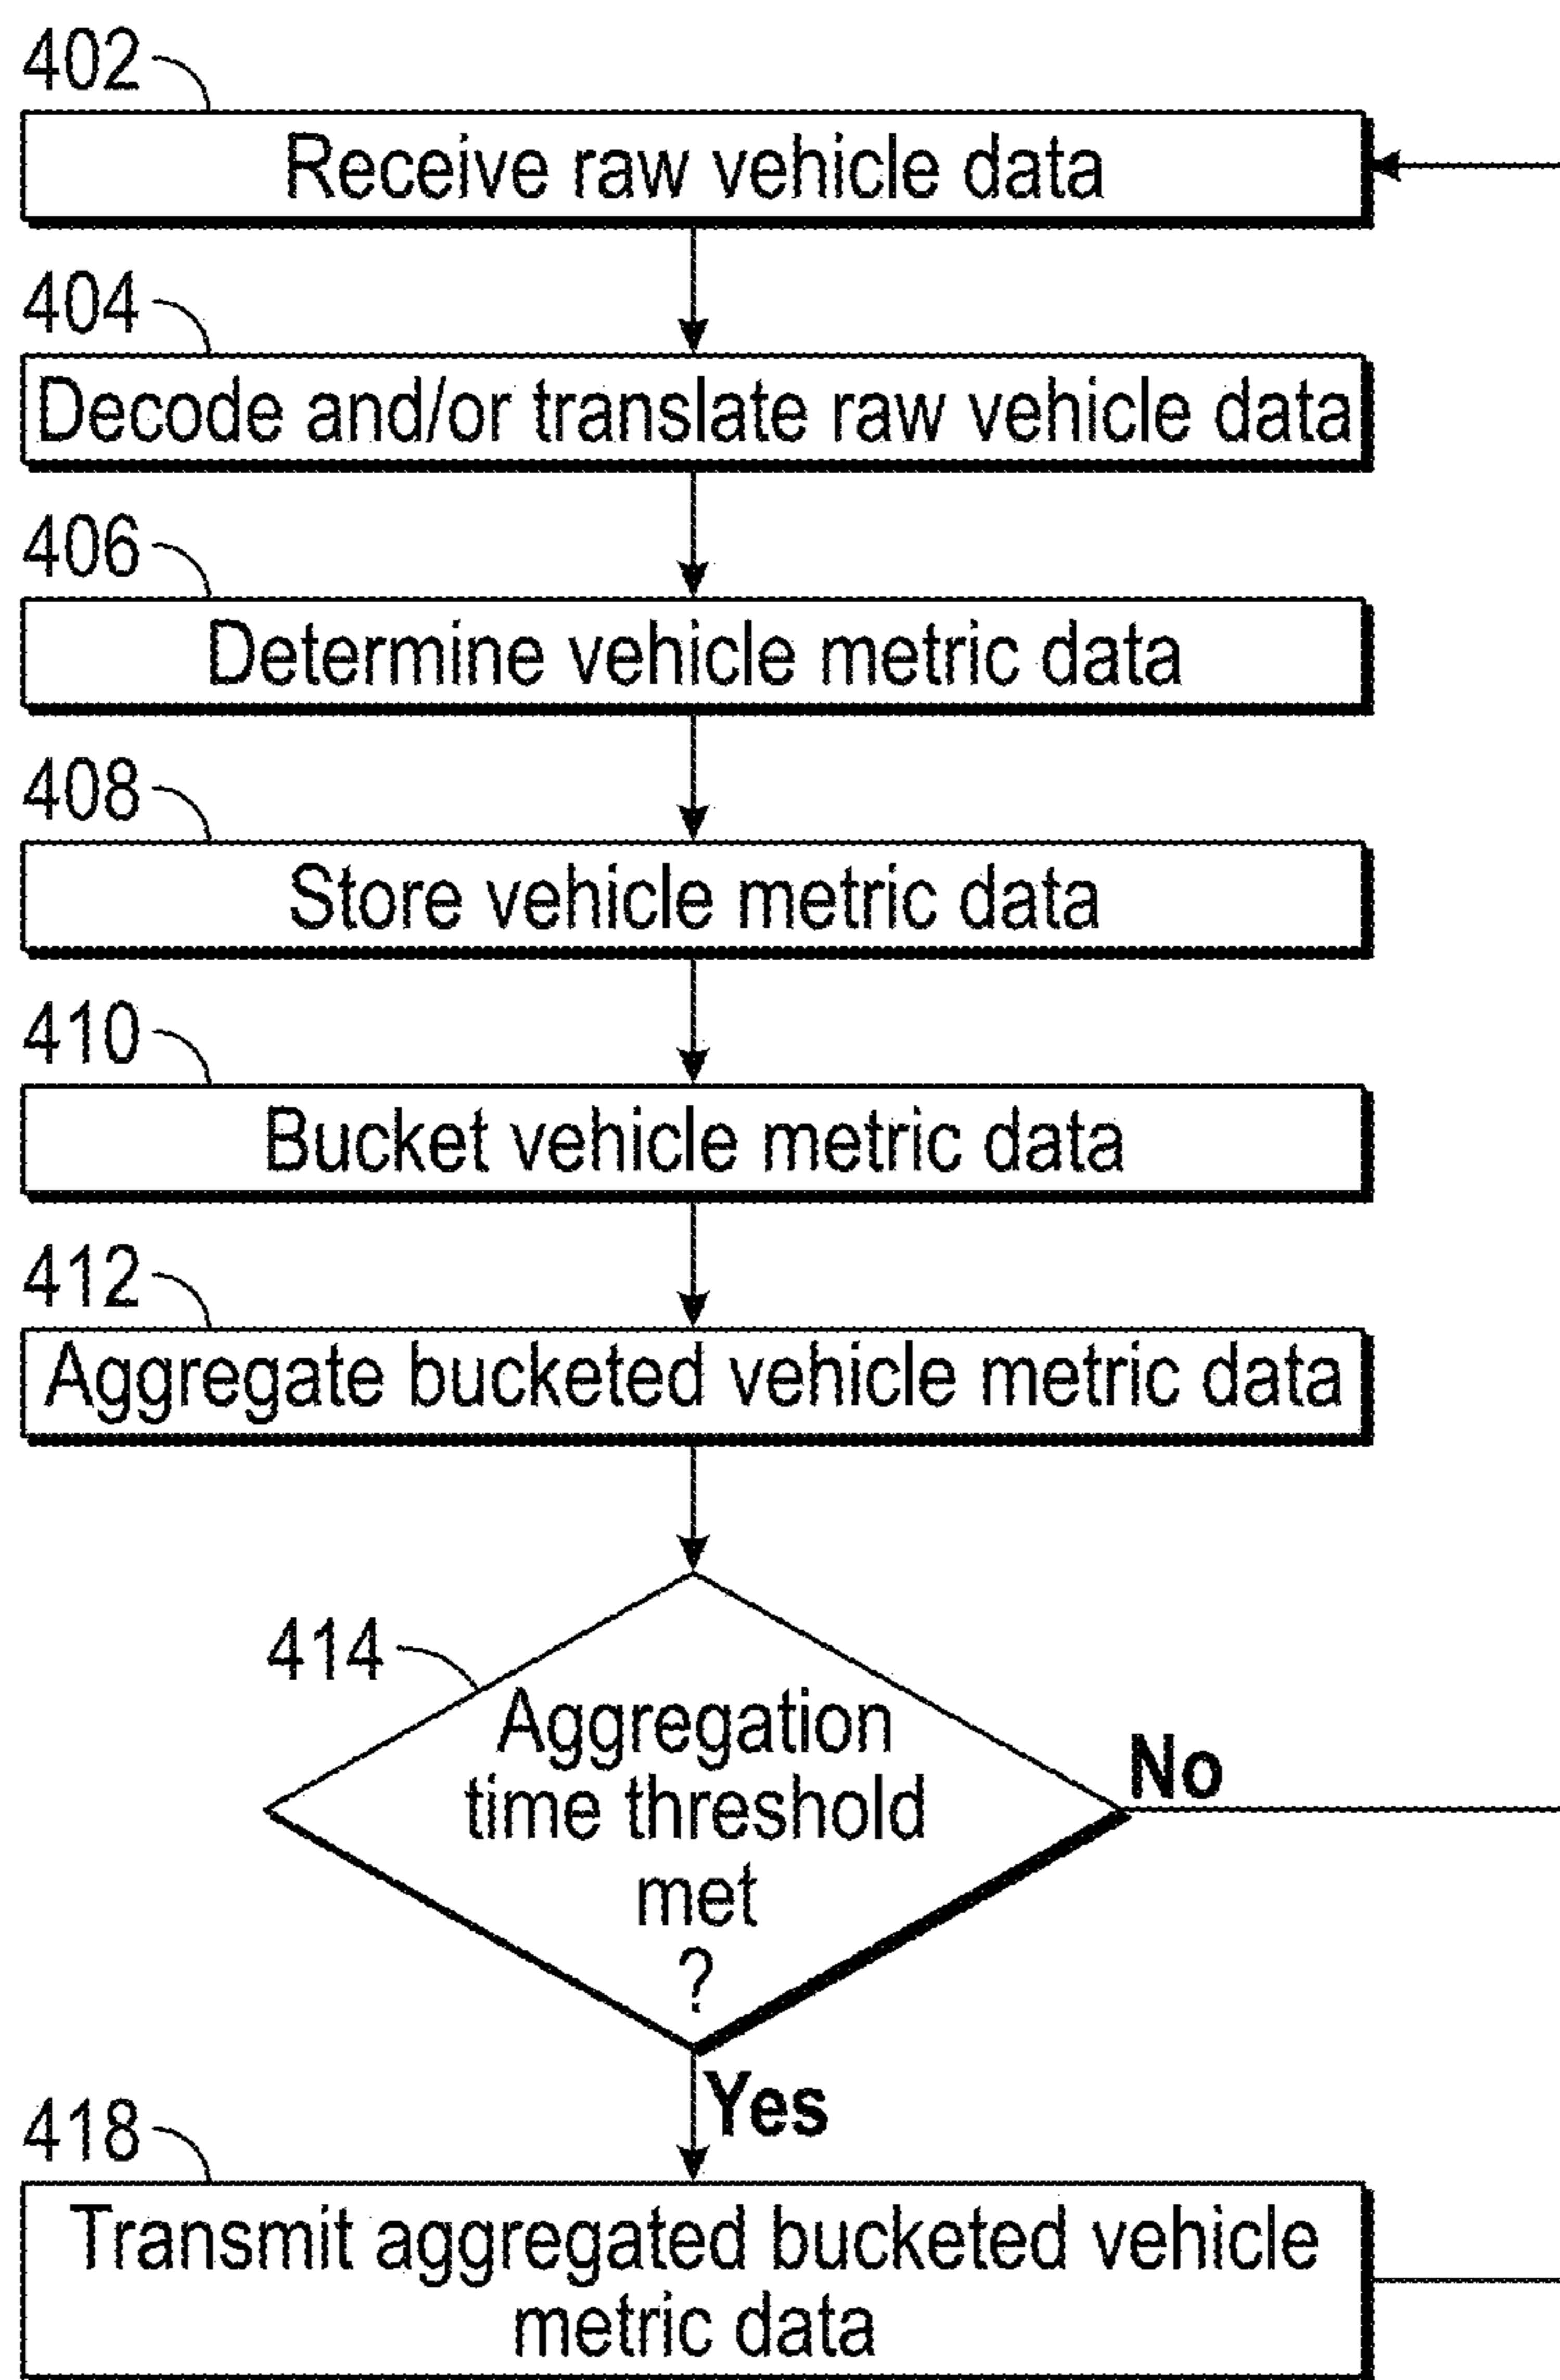 402
Receive raw vehicle data
404
Decode and/or translate raw vehicle data
406
Determine vehicle metric data
408
Store vehicle metric data
410
Bucket vehicle metric data
412
Aggregate bucketed vehicle metric data
414
Aggregation
time threshold
met
?
No
Yes
418
Transmit aggregated bucketed vehicle
metric data